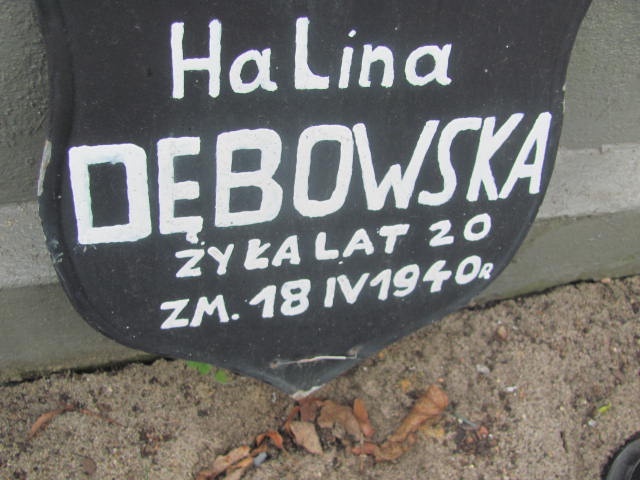 HaLina
DĘBOWSKA
ŻYŁA LAT 20
ZM. 18 IV 1940 R